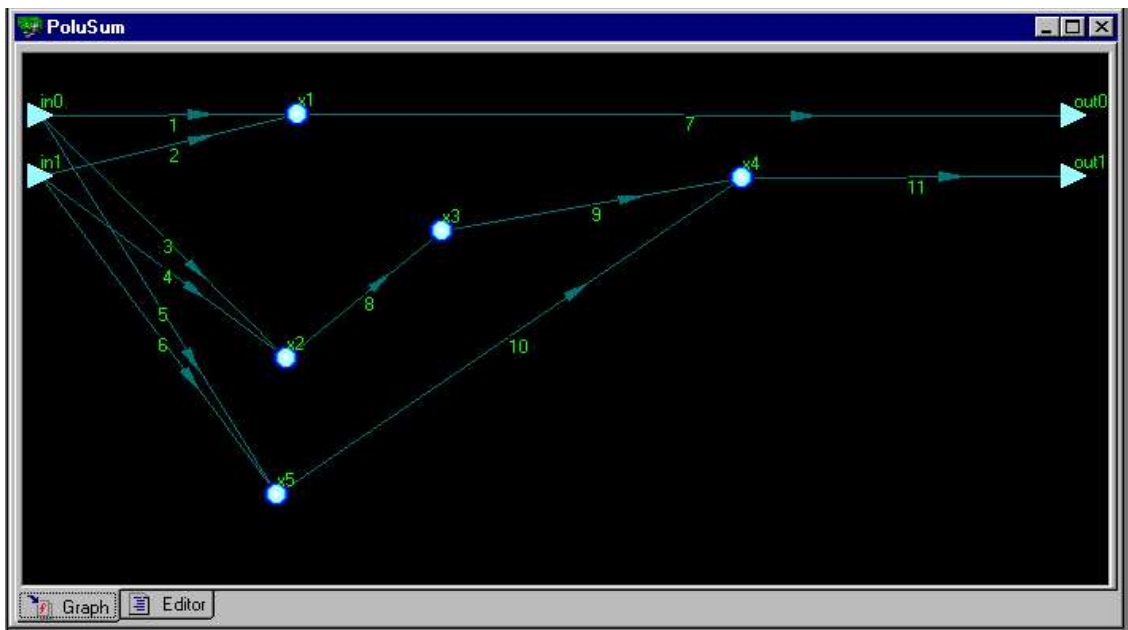 PoluSum
in0
x1
out0
1
7
2
in1
x4
out1
11
x3
9
3
4
8
5
x2
6
10
x5
Graph
Editor